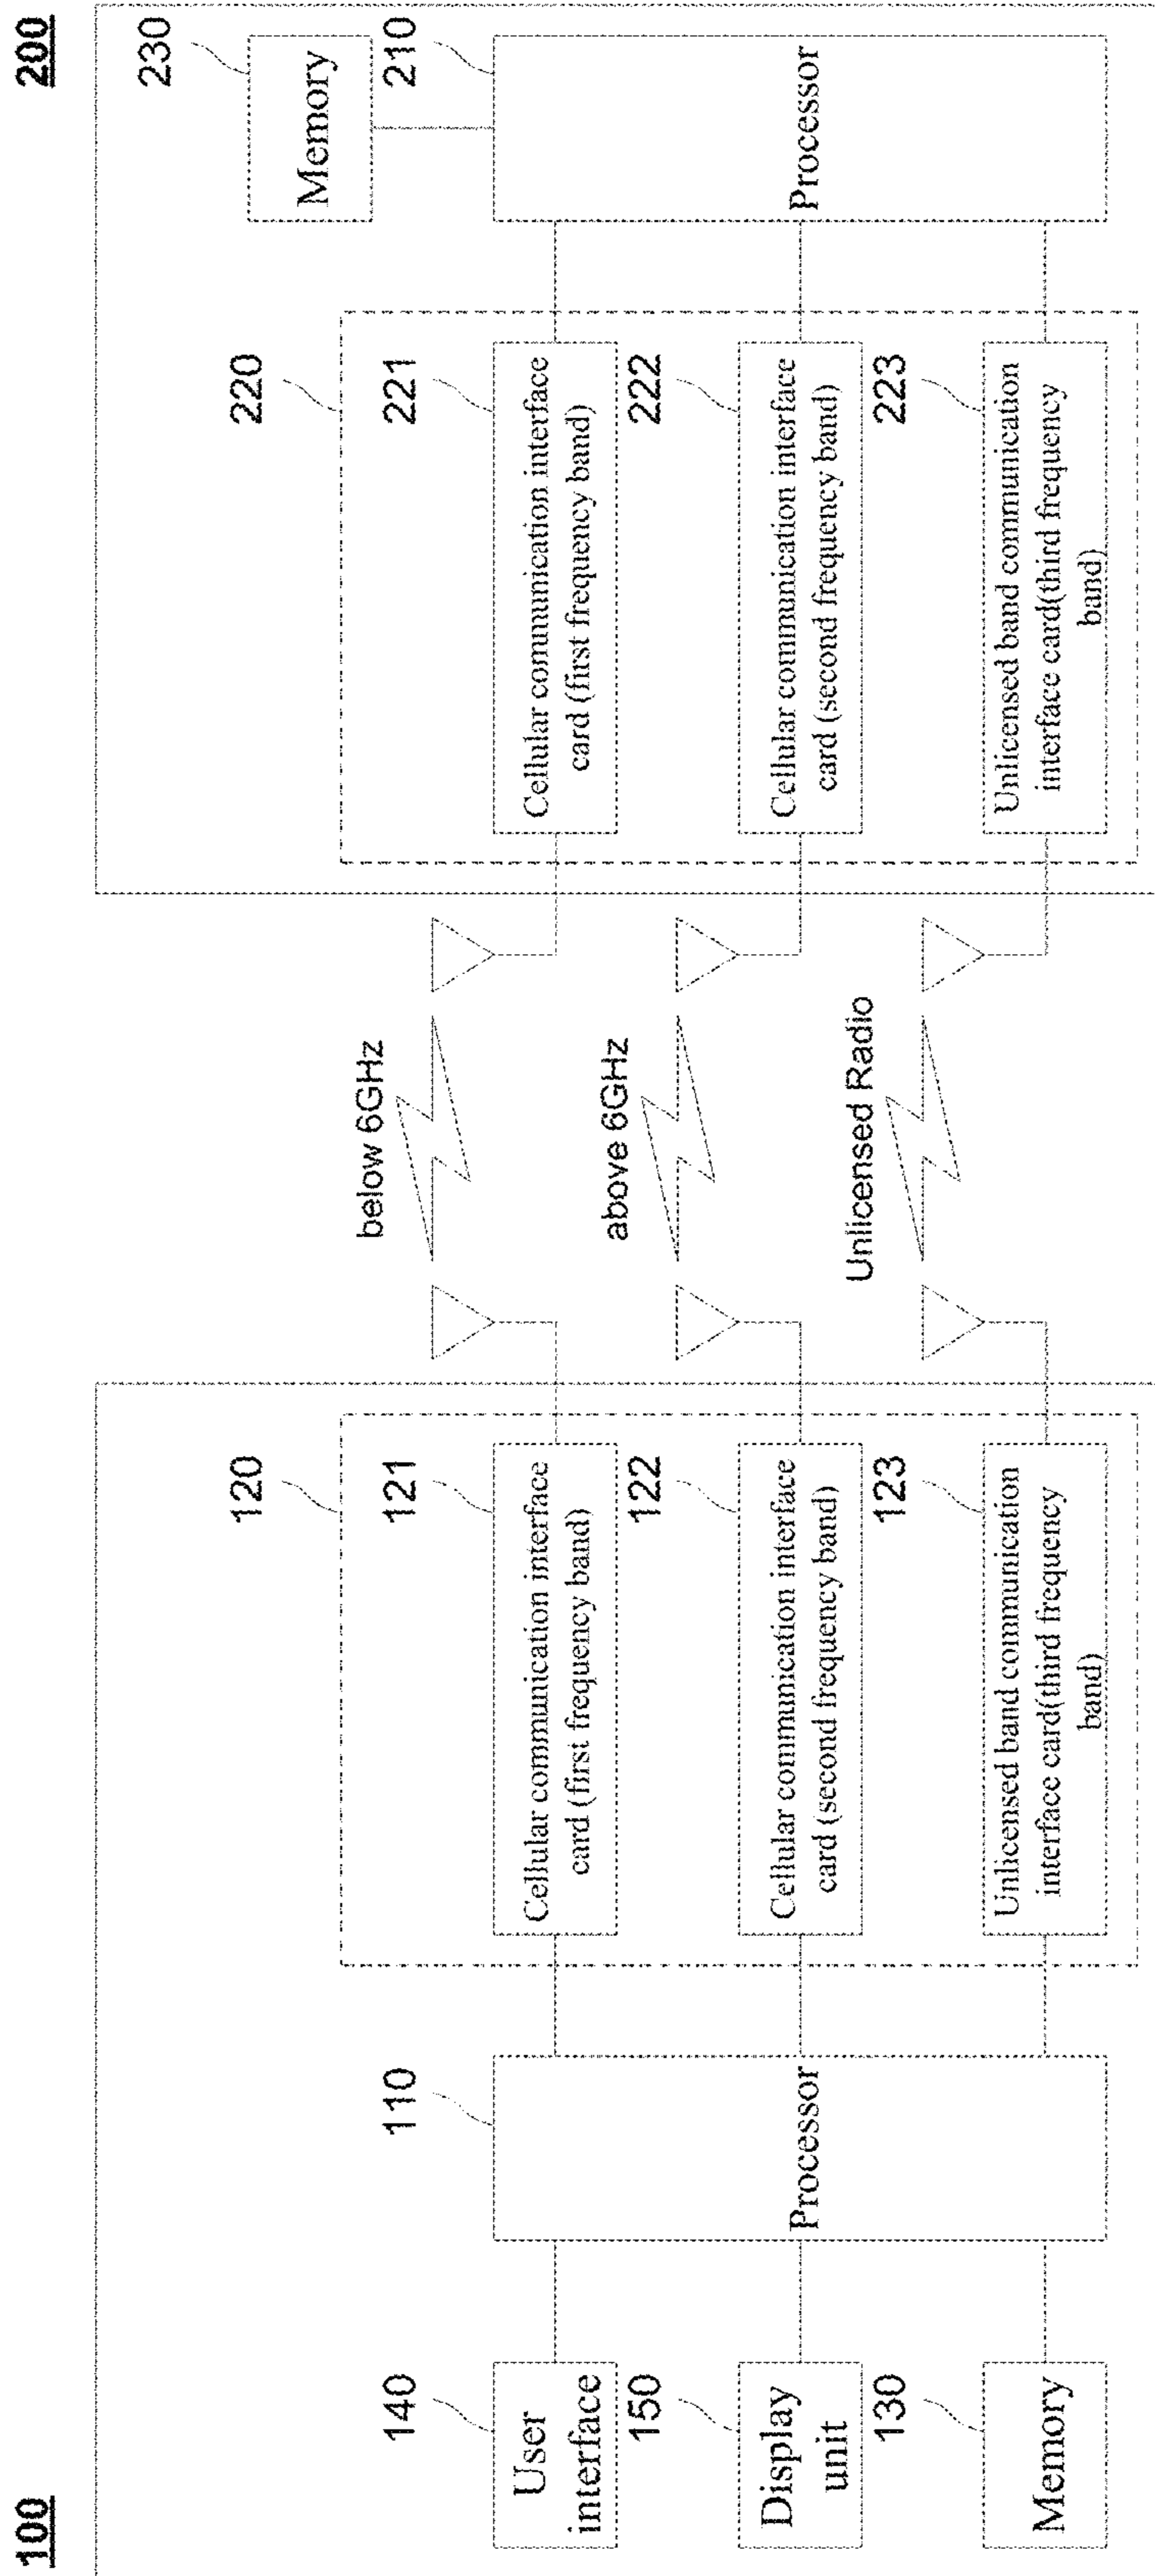 100
140
User
interface
150
Display
unit
130
Memory
110
Processor
120
121
Cellular communication interface
card (first frequency band)
122
Cellular communication interface
card (second frequency band)
123
Unlicensed band communication
interface card(third frequency
band)
below 6GHz
above 6GHz
Unlicensed Radio
200
220
221
Cellular communication interface
card (first frequency band)
222
Cellular communication interface
card (second frequency band)
223
Unlicensed band communication
interface card(third frequency
band)
230
Memory
210
Processor